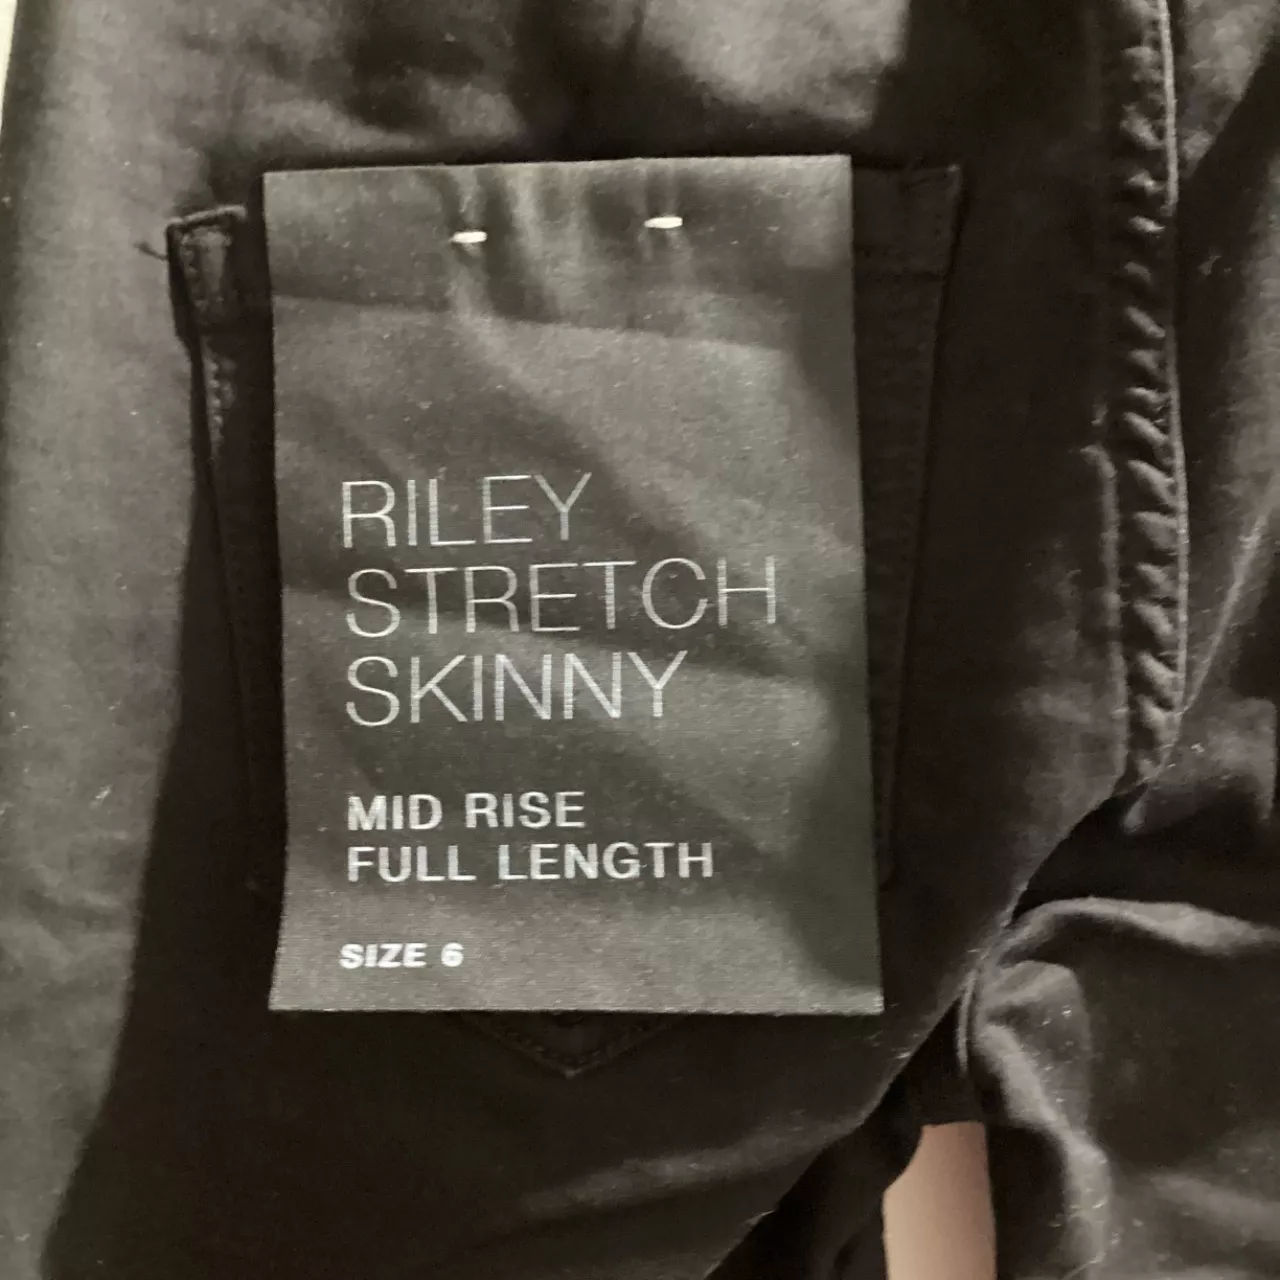 RILEY
STRETCH
SKINNY
MID RISE
FULL LENGTH
SIZE 6